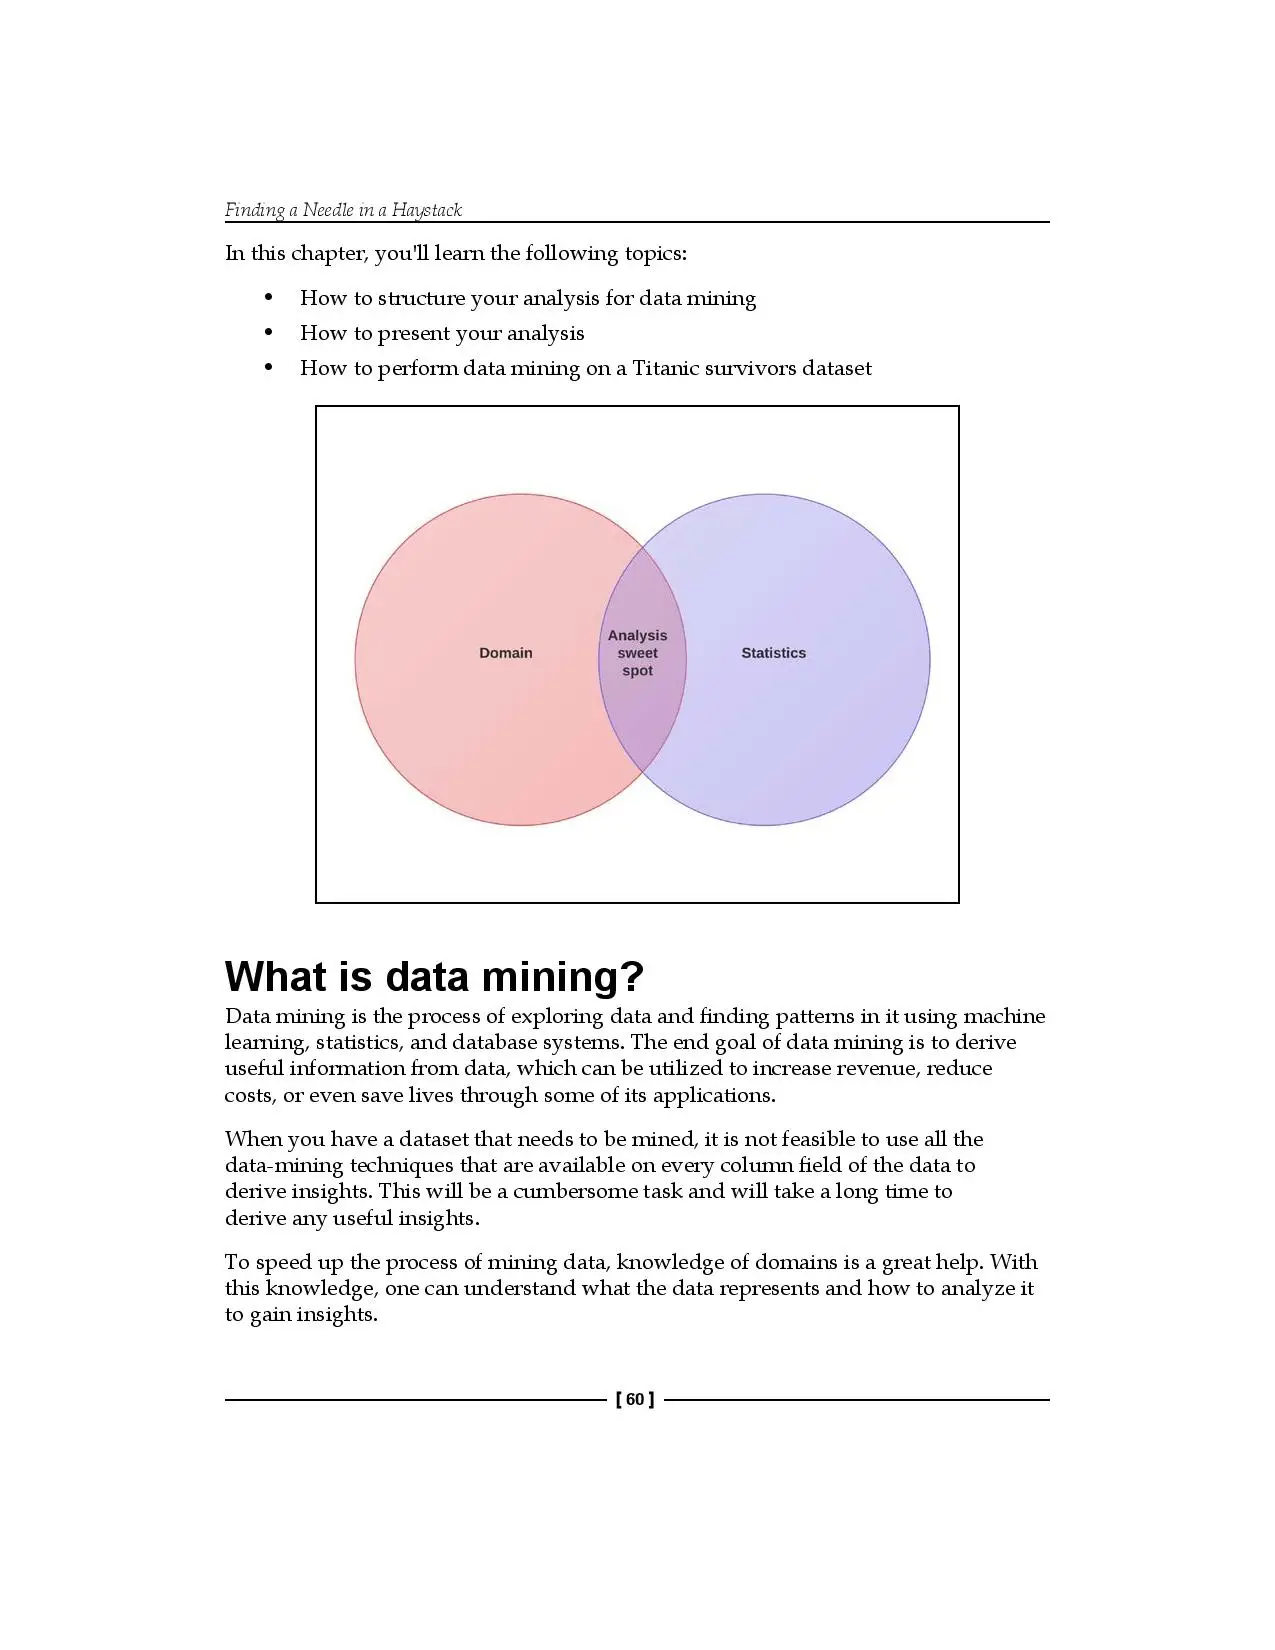 Finding a Needle in a Haystack
In this chapter, you'll learn the following topics:
• How to structure your analysis for data mining
• How to present your analysis
• How to perform data mining on a Titanic survivors dataset
Domain
Analysis
sweet
spot
Statistics
What is data mining?
Data mining is the process of exploring data and finding patterns in it using machine
learning, statistics, and database systems. The end goal of data mining is to derive
useful information from data, which can be utilized to increase revenue, reduce
costs, or even save lives through some of its applications.
When you have a dataset that needs to be mined, it is not feasible to use all the
data-mining techniques that are available on every column field of the data to
derive insights. This will be a cumbersome task and will take a long time to
derive any useful insights.
To speed up the process of mining data, knowledge of domains is a great help. With
this knowledge, one can understand what the data represents and how to analyze it
to gain insights.
[ 60 ]